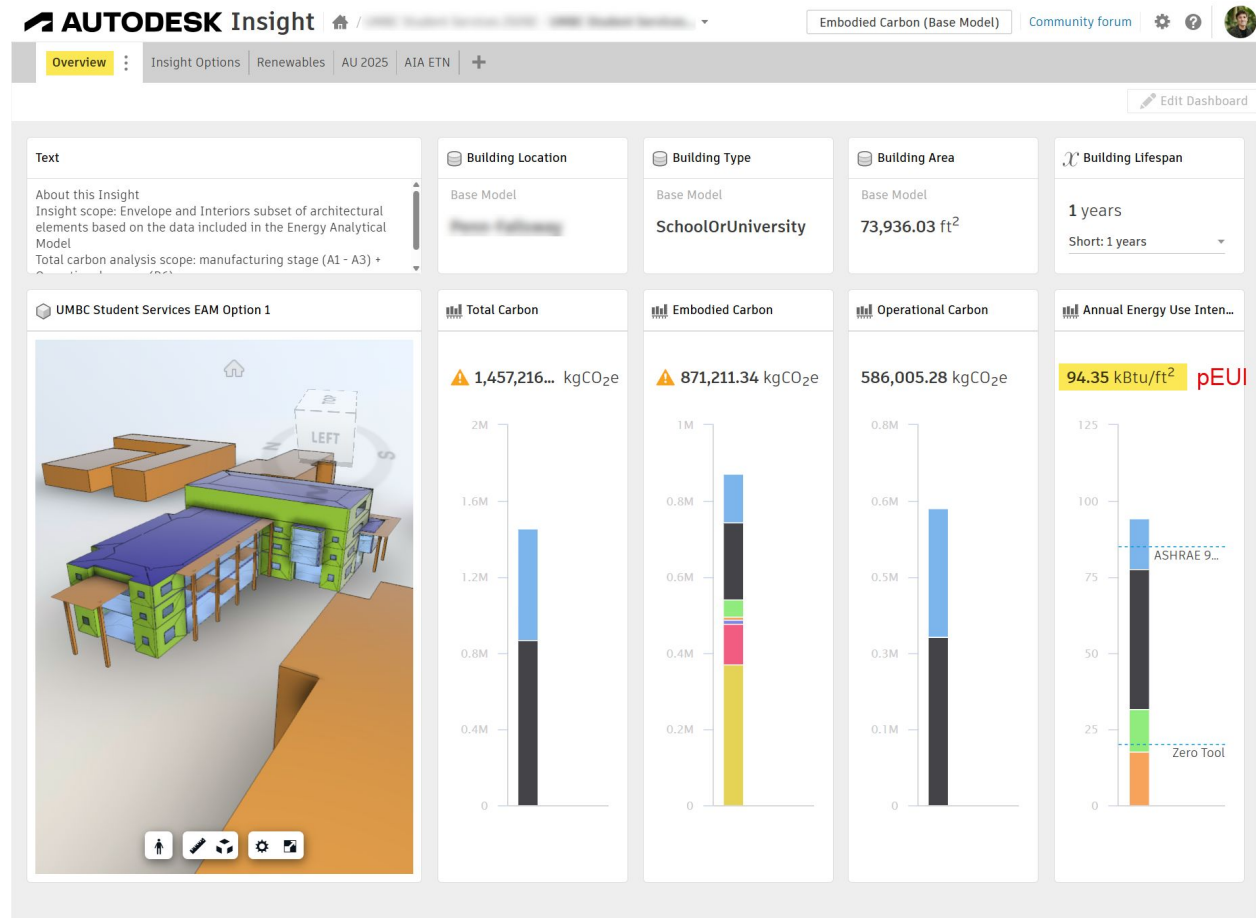 AUTODESK Insight
/
Embodied Carbon (Base Model)
Community forum
Overview
Insight Options
Renewables
AU 2025
AIA ETN
Edit Dashboard
Text
About this Insight
Insight scope: Envelope and Interiors subset of architectural
elements based on the data included in the Energy Analytical
Model
Total carbon analysis scope: manufacturing stage (A1 - A3) +
Building Location
Base Model
Building Type
Base Model
SchoolOrUniversity
Building Area
Base Model
73,936.03 ft²
Building Lifespan
1 years
Short: 1 years
UMBC Student Services EAM Option 1
LEFT
N
S
Total Carbon
1,457,216... kgCO₂e
2M
1.6M
1.2M
0.8M
0.4M
0
Embodied Carbon
871,211.34 kgCO₂e
1M
0.8M
0.6M
0.4M
0.2M
0
Operational Carbon
586,005.28 kgCO₂e
0.8M
0.6M
0.5M
0.3M
0.1M
0
Annual Energy Use Inten...
94.35 kBtu/ft² pEUI
125
100
ASHRAE 9...
75
50
25
Zero Tool
0